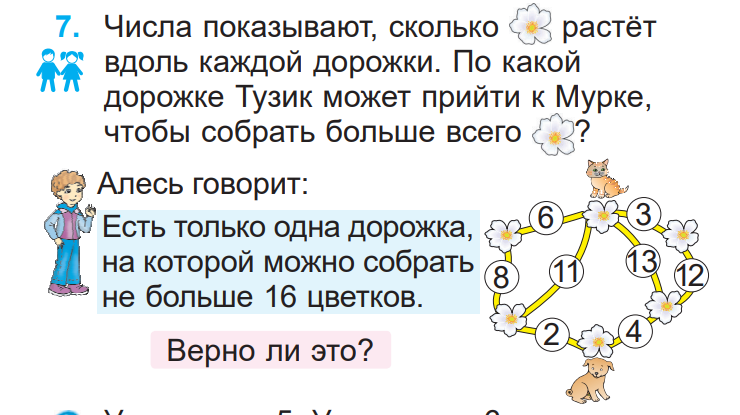 7. Числа показывают, сколько растёт
вдоль каждой дорожки. По какой
дорожке Тузик может прийти к Мурке,
чтобы собрать больше всего ?
Алесь говорит:
Есть только одна дорожка,
на которой можно собрать
не больше 16 цветков.
Верно ли это?
6 3
8 11 13 12
2 4